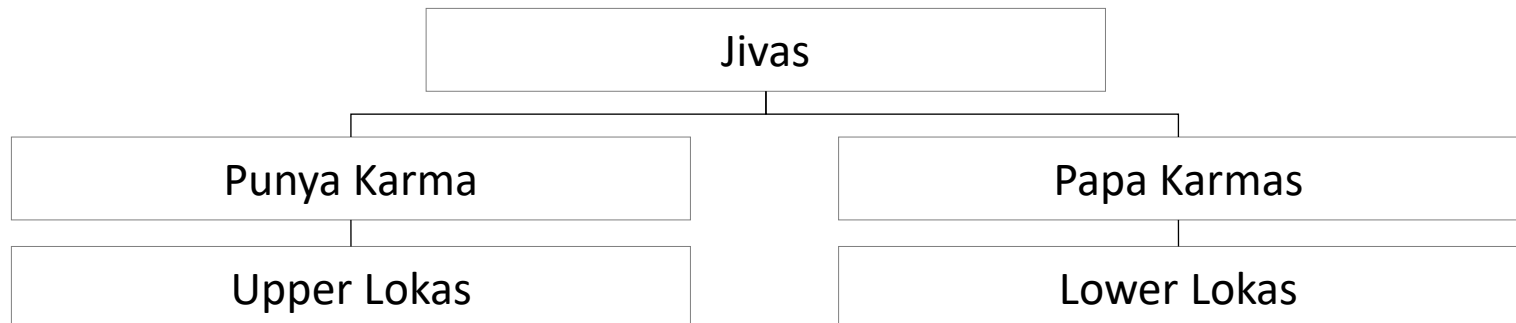 Jivas
Punya Karma
Papa Karmas
Upper Lokas
Lower Lokas